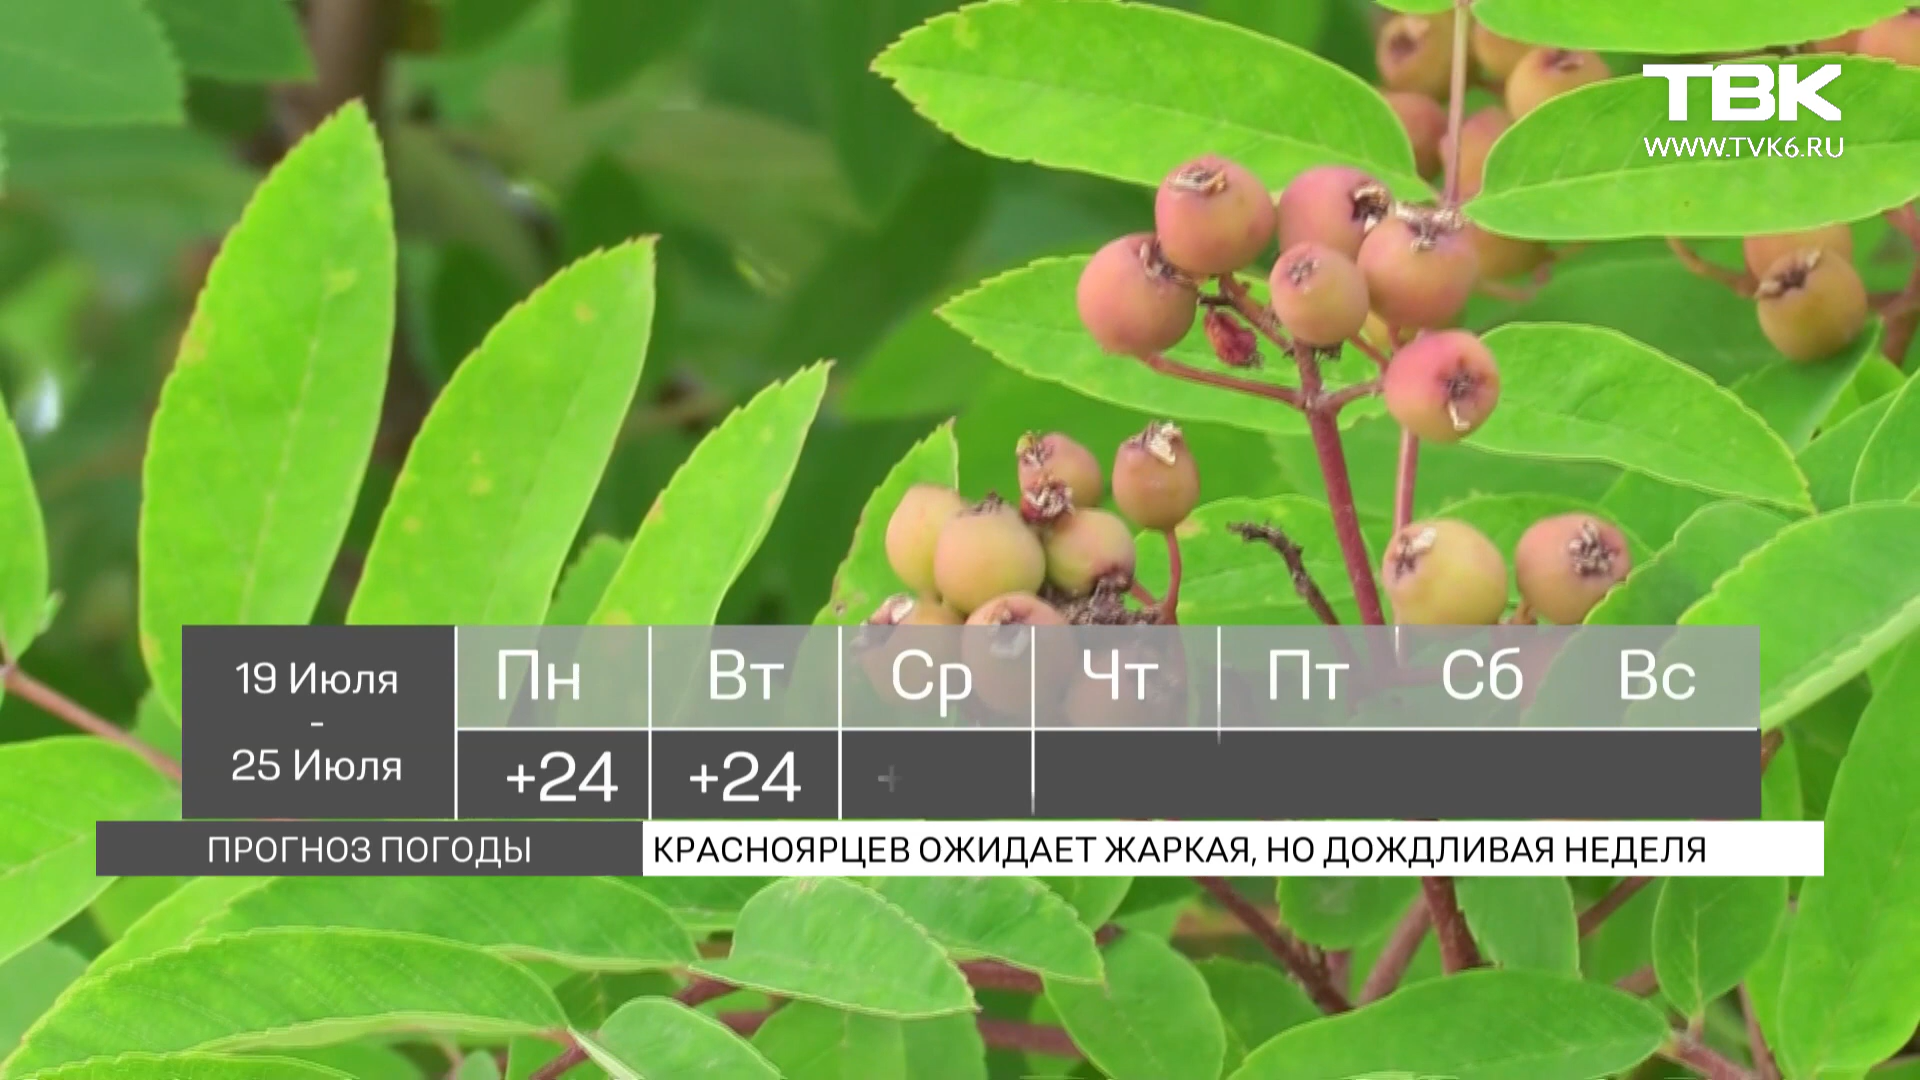 ТВК
WWW.TVK6.RU
19 Июля
-
25 Июля
Пн Вт Ср Чт Пт Сб Вс
+24 +24 +
ПРОГНОЗ ПОГОДЫ
КРАСНОЯРЦЕВ ОЖИДАЕТ ЖАРКАЯ, НО ДОЖДЛИВАЯ НЕДЕЛЯ